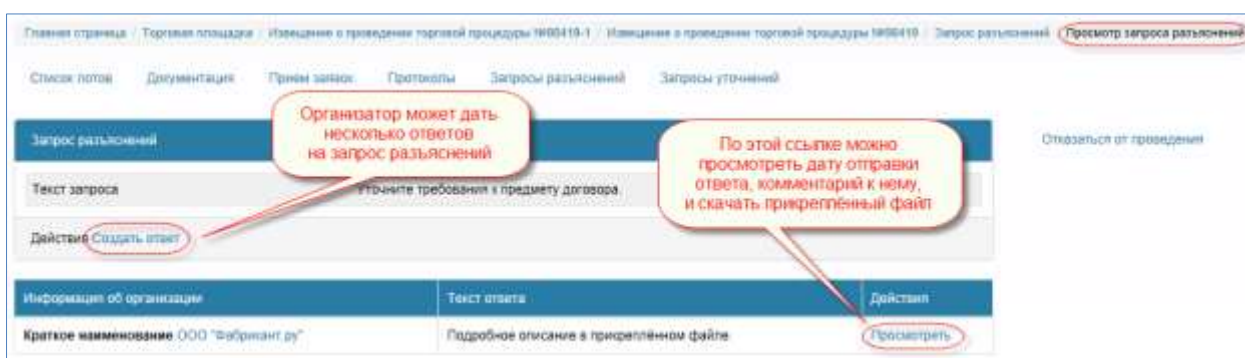 Главная страница / Торговая площадка / Извещение о проведении торговой процедуры №98419-1 / Извещение о проведении торговой процедуры №98419 / Запрос разъяснений / Просмотр запроса разъяснений
Список лотов Документация Прием заявок Протоколы Запросы разъяснений Запросы уточнений
Организатор может дать
несколько ответов
на запрос разъяснений
По этой ссылке можно
просмотреть дату отправки
ответа, комментарий к нему,
и скачать прикреплённый файл
Запрос разъяснений
Отказаться от проведения
Текст запроса Уточните требования к предмету договора
Действия Создать ответ
Информация об организации Текст ответа Действия
Краткое наименование ООО "Фабрикант.ру" Подробное описание в прикреплённом файле Просмотреть